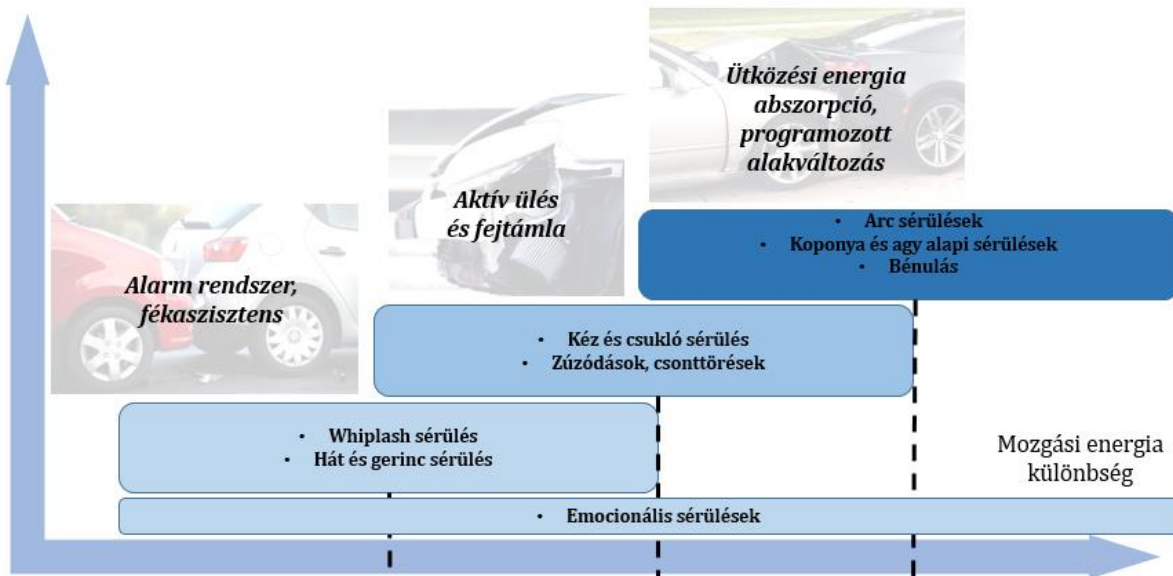 Ütközési energia
abszorpció,
programozott
alakváltozás
Aktív ülés
és fejtámla
Alarm rendszer,
fékaszisztens
• Arc sérülések
• Koponya és agy alapi sérülések
• Bénulás
• Kéz és csukló sérülés
• Zúzódások, csonttörések
• Whiplash sérülés
• Hát és gerinc sérülés
Mozgási energia
különbség
• Emocionális sérülések